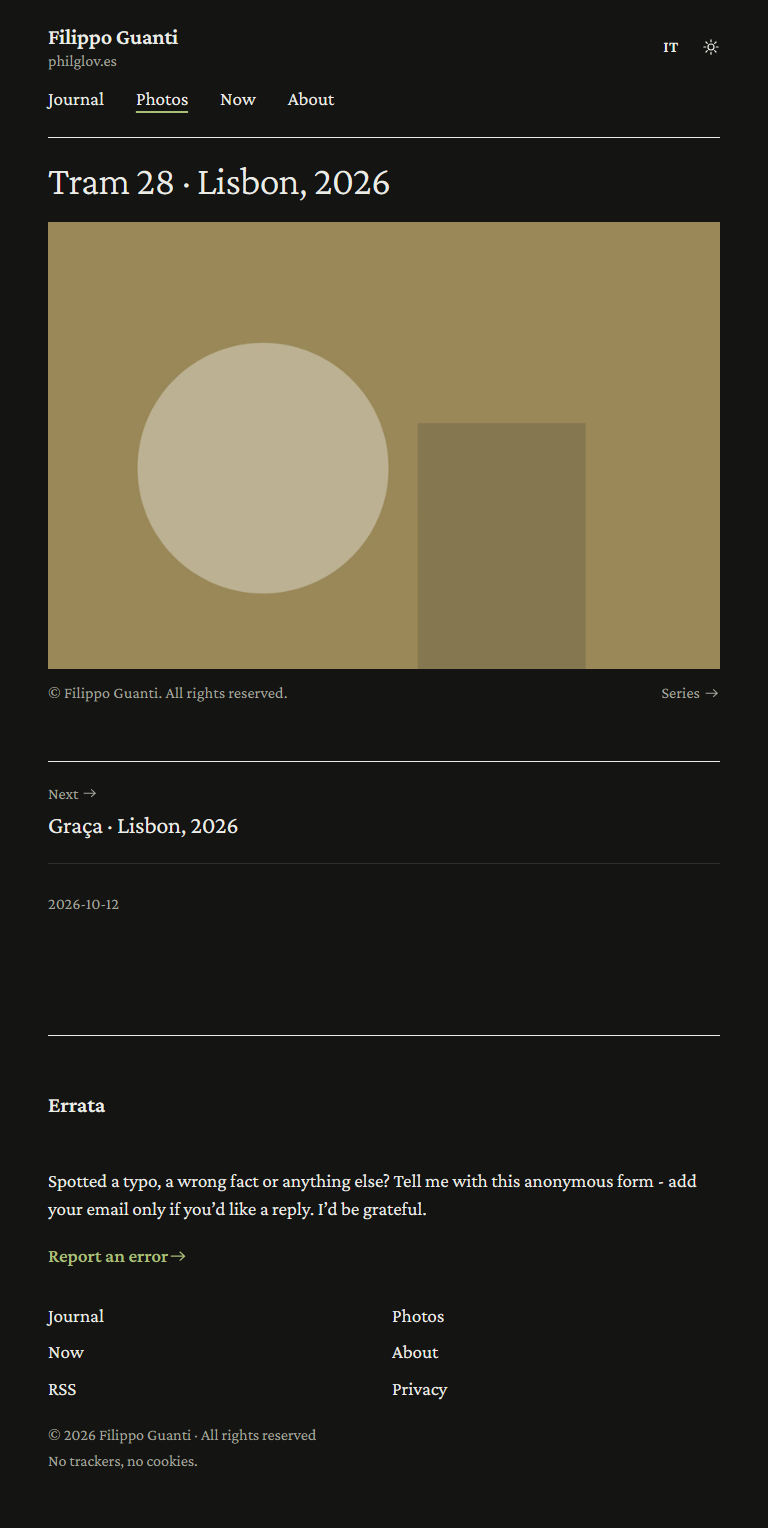 Filippo Guanti
philglov.es
IT
Journal Photos Now About
Tram 28 · Lisbon, 2026
© Filippo Guanti. All rights reserved.
Series →
Next →
Graça · Lisbon, 2026
2026-10-12
Errata
Spotted a typo, a wrong fact or anything else? Tell me with this anonymous form - add
your email only if you’d like a reply. I’d be grateful.
Report an error →
Journal Photos
Now About
RSS Privacy
© 2026 Filippo Guanti · All rights reserved
No trackers, no cookies.